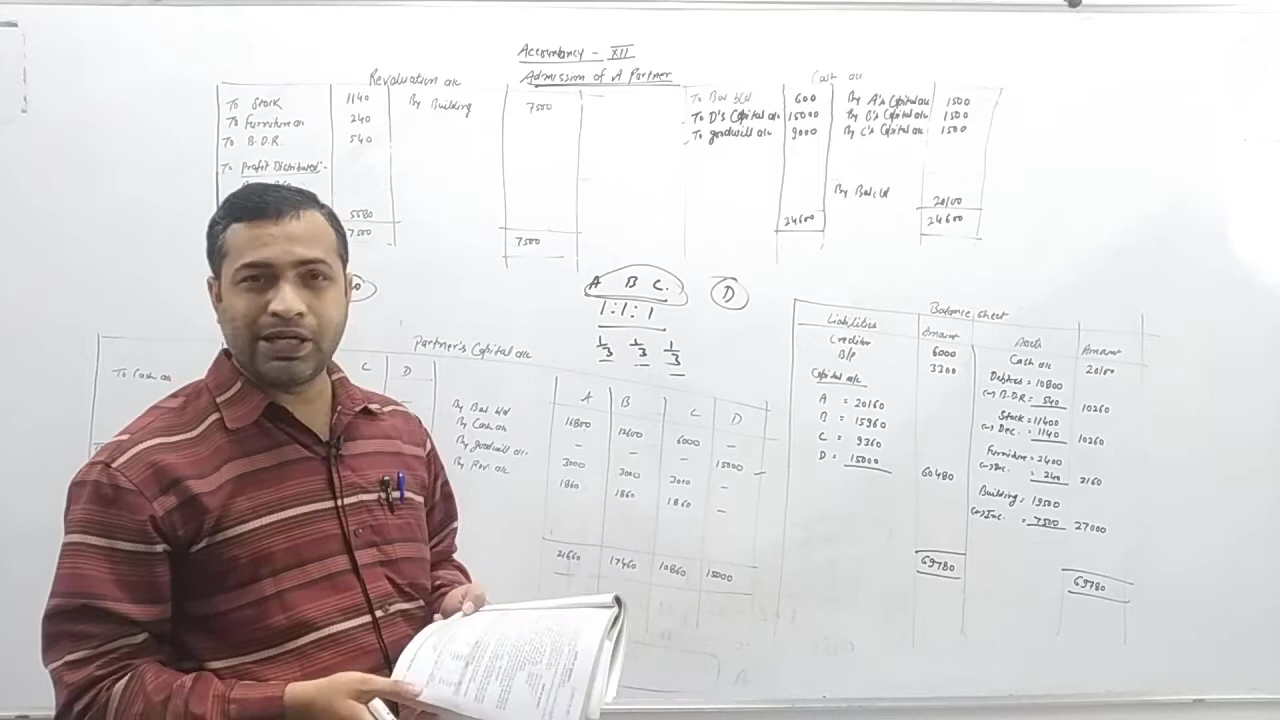 Accountancy - XII
Admission of A Partner
Revaluation a/c
To Stock 1140 By Building 7500
To Furniture a/c 240
To B.D.R. 540
To Profit Distributed:-
5580
7500 7500
Cash a/c
To Bal b/d 600 By A's Capital a/c 1500
To D's Capital a/c 15000 By B's Capital a/c 1500
To goodwill a/c 9000 By C's Capital a/c 1500
By Bal c/d 20100
24600 24600
A B C. D
1:1:1
1/3 1/3 1/3
Partner's Capital a/c
C D A B C D
To Cash a/c By Bal b/d 16800 12600 6000 -
By Cash a/c - - - 15000
By goodwill a/c 3000 3000 3000 -
By Rev. a/c 1860 1860 1860 -
21660 17460 10860 15000
Balance Sheet
Liabilities Amount Assets Amount
Creditor 6000 Cash a/c 20100
B/P 3300 Debtors = 10800
Capital a/c (-) B.D.R = 540 10260
A = 20160 Stock = 11400
B = 15960 (-) Dec. = 1140 10260
C = 9360 Furniture = 2400
D = 15000 60480 (-) Dec. = 240 2160
Building = 19500
(+) Inc. = 7500 27000
69780 69780